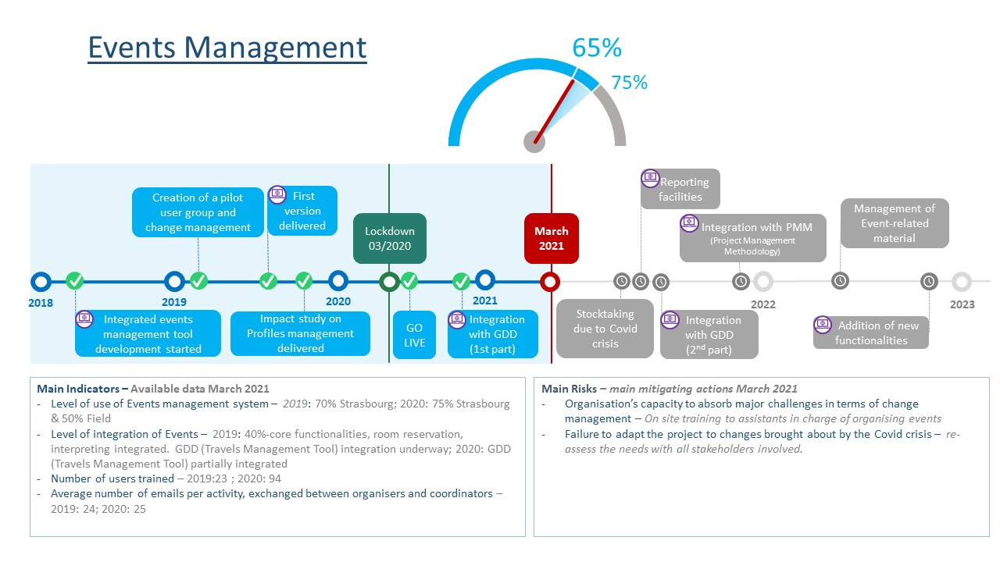 Events Management
65%
75%
Creation of a pilot
user group and
change management
First
version
delivered
Lockdown
03/2020
March
2021
Reporting
facilities
Integration with PMM
(Project Management
Methodology)
Management of
Event-related
material
2018
2019
2020
2021
2022
2023
Integrated events
management tool
development started
Impact study on
Profiles management
delivered
GO
LIVE
Integration
with GDD
(1st part)
Stocktaking
due to Covid
crisis
Integration
with GDD
(2nd part)
Addition of new
functionalities
Main Indicators – Available data March 2021
- Level of use of Events management system – 2019: 70% Strasbourg; 2020: 75% Strasbourg
& 50% Field
- Level of integration of Events – 2019: 40%-core functionalities, room reservation,
interpreting integrated. GDD (Travels Management Tool) integration underway; 2020: GDD
(Travels Management Tool) partially integrated
- Number of users trained – 2019:23 ; 2020: 94
- Average number of emails per activity, exchanged between organisers and coordinators –
2019: 24; 2020: 25
Main Risks – main mitigating actions March 2021
- Organisation's capacity to absorb major challenges in terms of change
management – On site training to assistants in charge of organising events
- Failure to adapt the project to changes brought about by the Covid crisis – re-
assess the needs with all stakeholders involved.